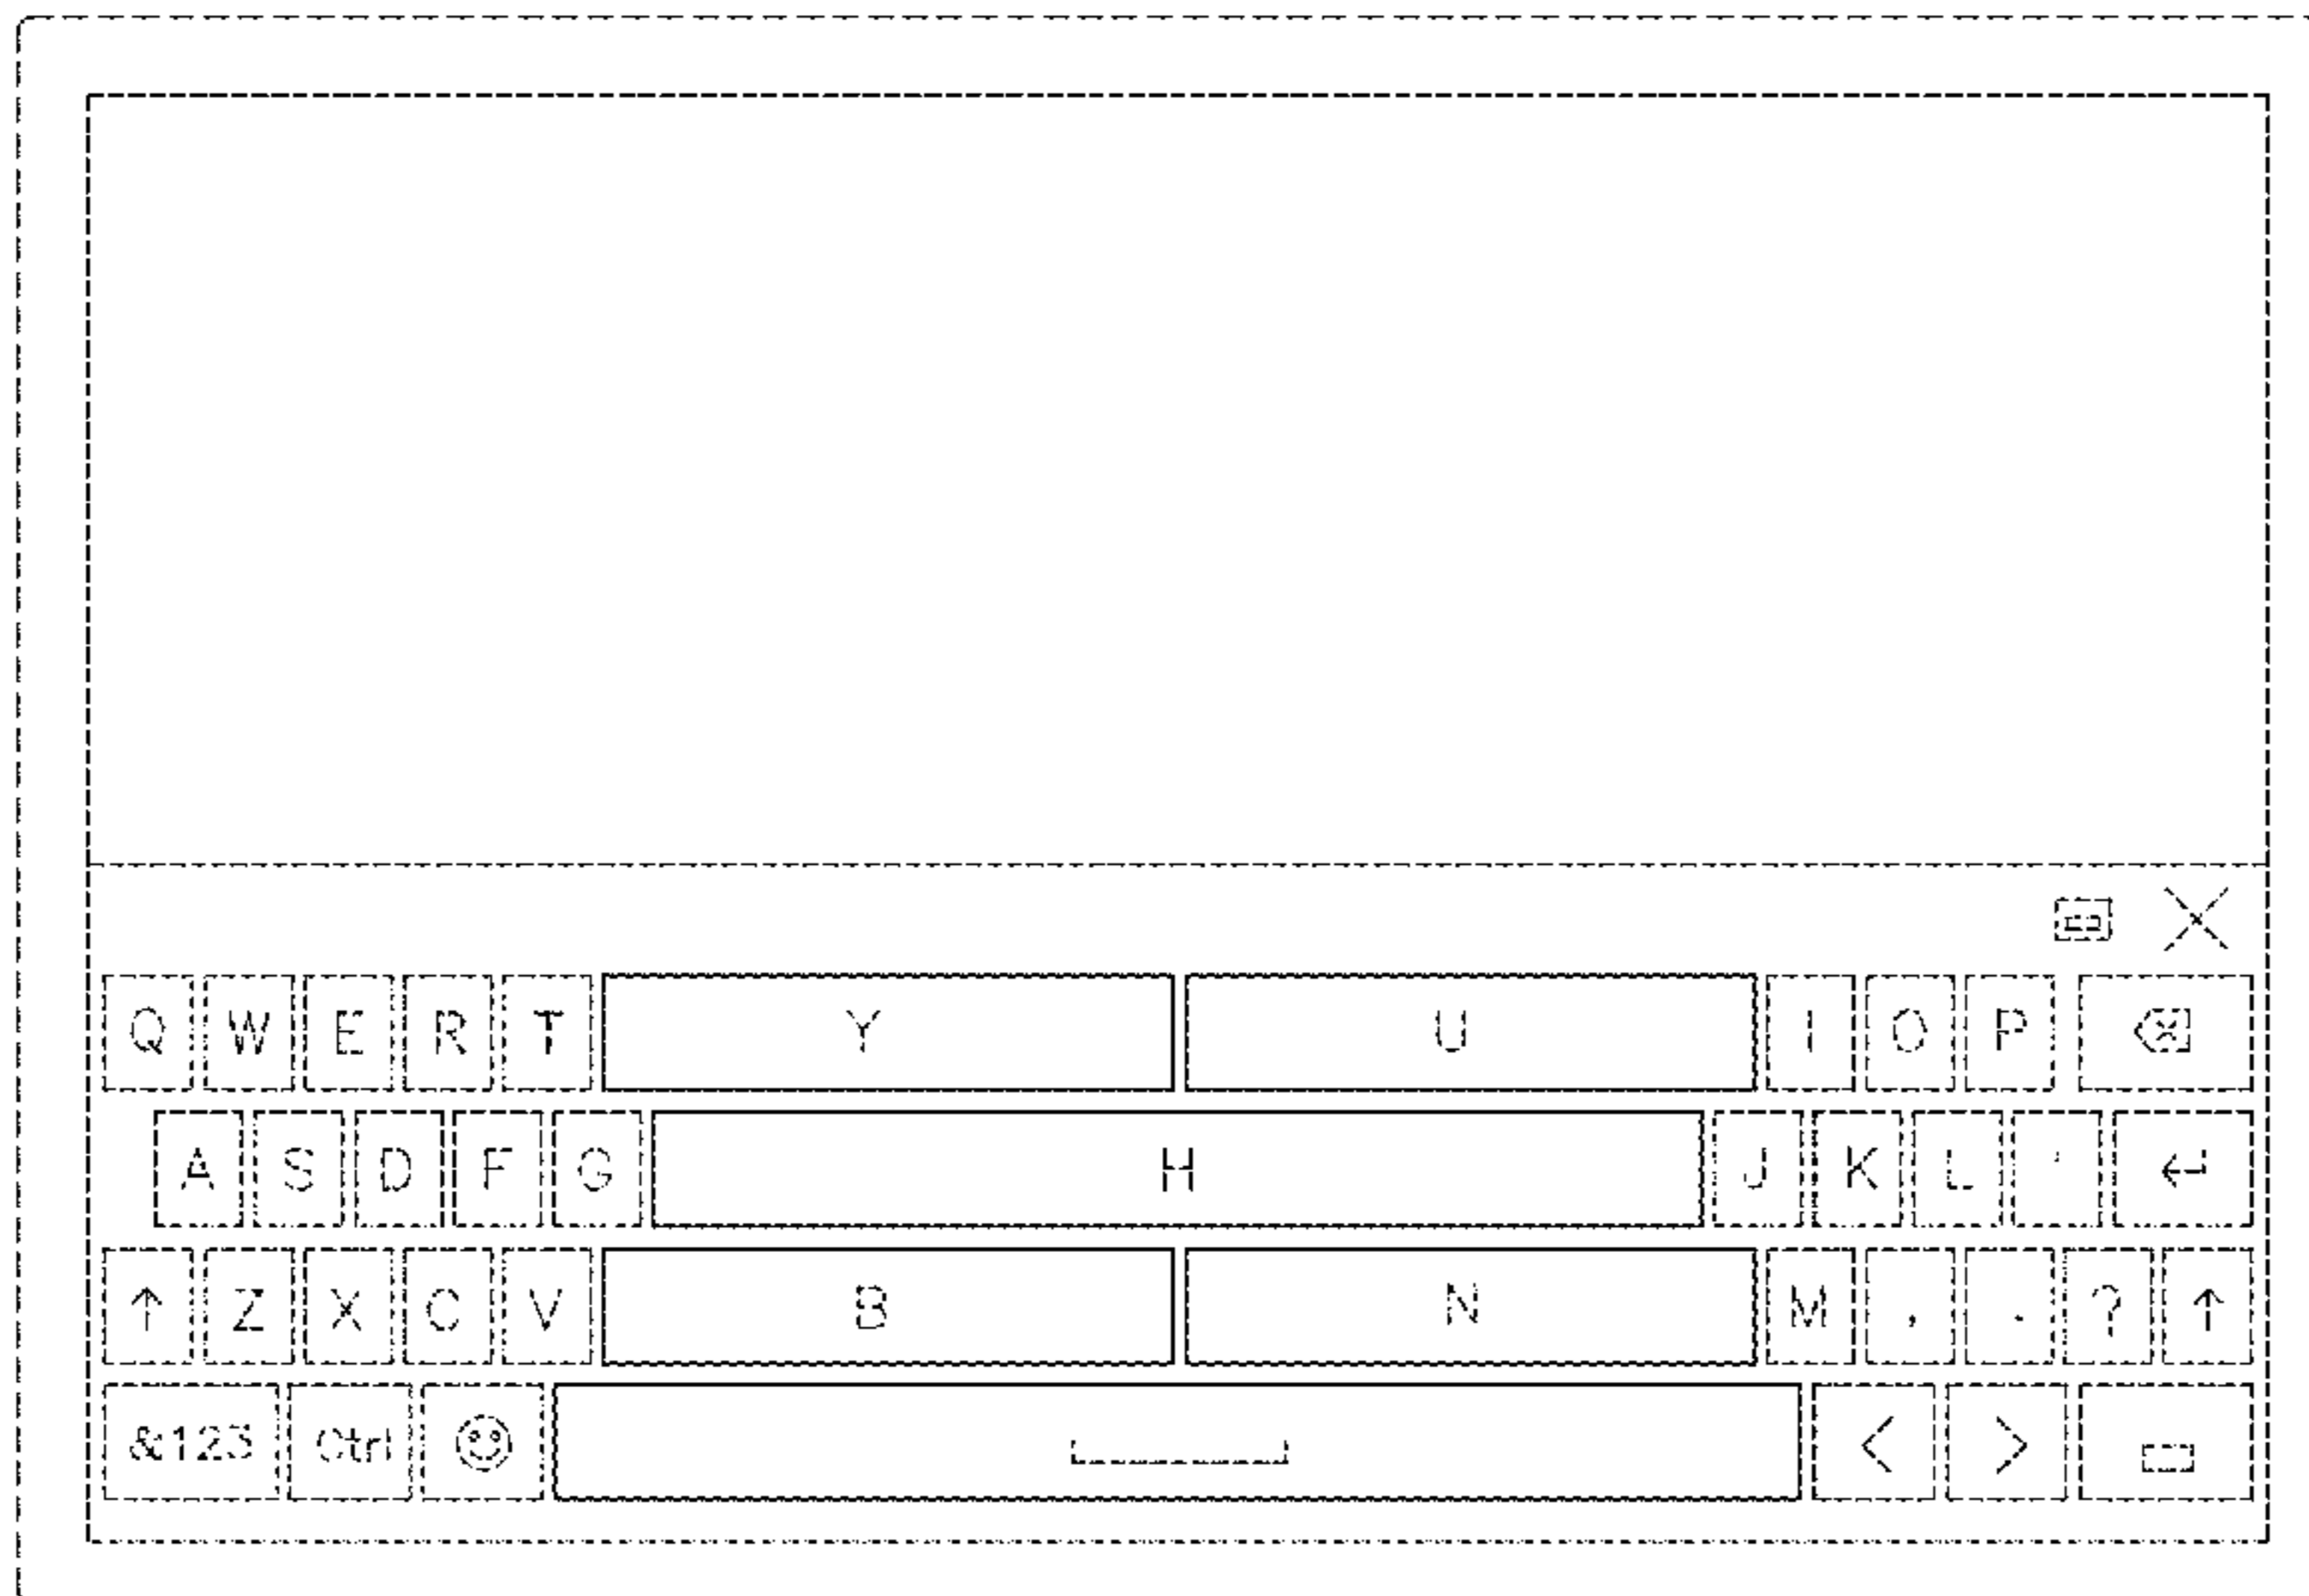 Q W E R T Y U I O P
A S D F G H J K L '
↑ Z X C V B N M , . ? ↑
&123 Ctrl < >